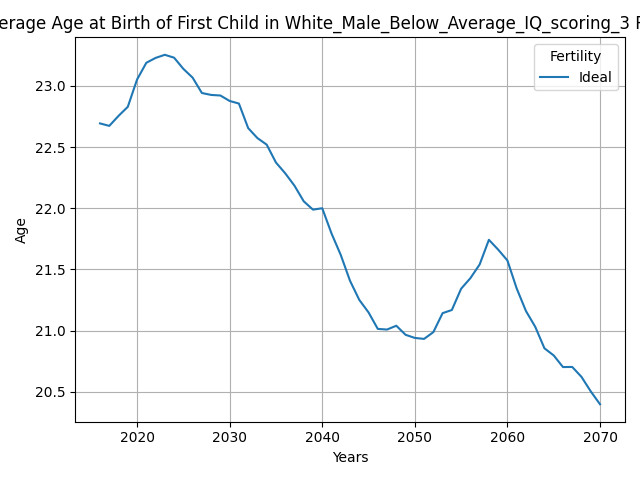 Average Age at Birth of First Child in White_Male_Below_Average_IQ_scoring_3
Fertility
Ideal
23.0
22.5
22.0
21.5
21.0
20.5
Age
2020 2030 2040 2050 2060 2070
Years